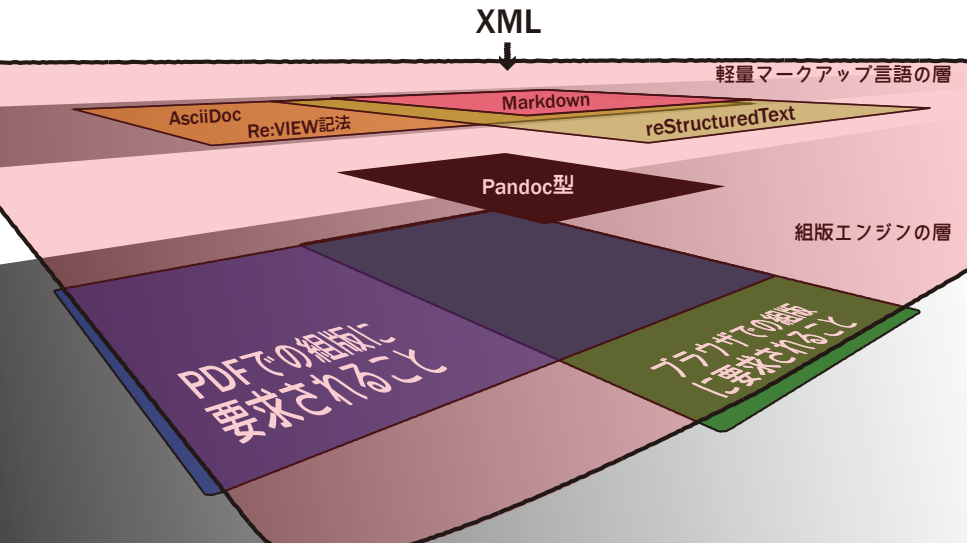 XML
軽量マークアップ言語の層
Markdown
AsciiDoc
Re:VIEW記法
reStructuredText
Pandoc型
組版エンジンの層
PDFでの組版に
要求されること
ブラウザでの組版
に要求されること